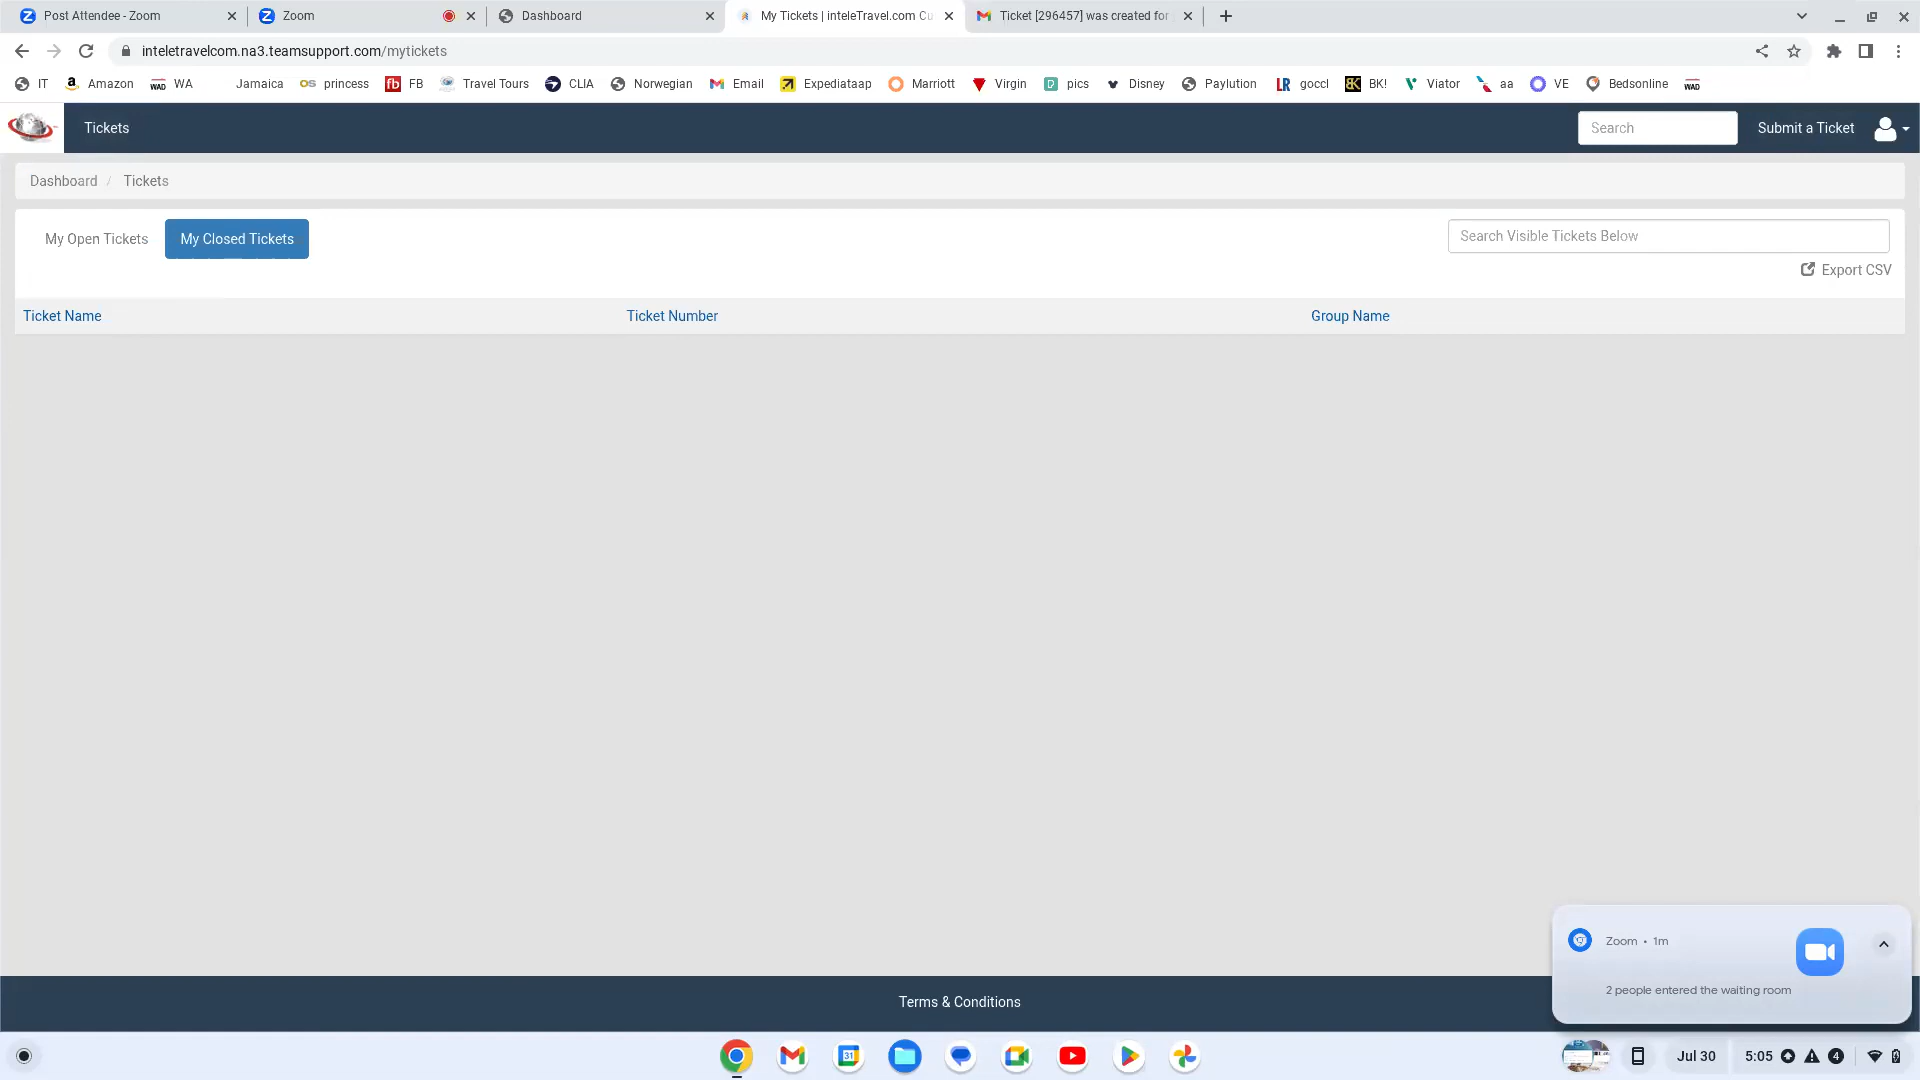 Post Attendee - Zoom
Zoom
Dashboard
My Tickets | inteleTravel.com Cu
Ticket [296457] was created for
inteletravelcom.na3.teamsupport.com/mytickets
IT
Amazon
WA
Jamaica
princess
FB
Travel Tours
CLIA
Norwegian
Email
Expediataap
Marriott
Virgin
pics
Disney
Paylution
goccl
BK!
Viator
aa
VE
Bedsonline
Tickets
Search
Submit a Ticket
Dashboard / Tickets
My Open Tickets
My Closed Tickets
Search Visible Tickets Below
Export CSV
Ticket Name
Ticket Number
Group Name
Zoom • 1m
2 people entered the waiting room
Terms & Conditions
31
Jul 30
5:05
4